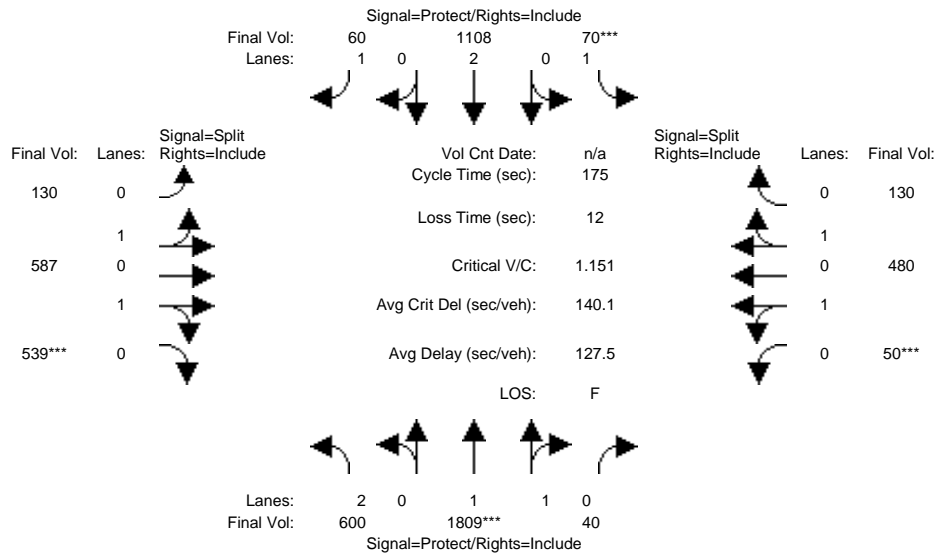 Signal=Protect/Rights=Include
Final Vol: 60 1108 70***
Lanes: 1 0 2 0 1
Signal=Split
Final Vol: Lanes: Rights=Include
Vol Cnt Date: n/a
Cycle Time (sec): 175
Signal=Split
Rights=Include Lanes: Final Vol:
130 0
0 130
Loss Time (sec): 12
1
1
587 0
Critical V/C: 1.151
0 480
1
Avg Crit Del (sec/veh): 140.1
1
539*** 0
Avg Delay (sec/veh): 127.5
0 50***
LOS: F
Lanes: 2 0 1 1 0
Final Vol: 600 1809*** 40
Signal=Protect/Rights=Include